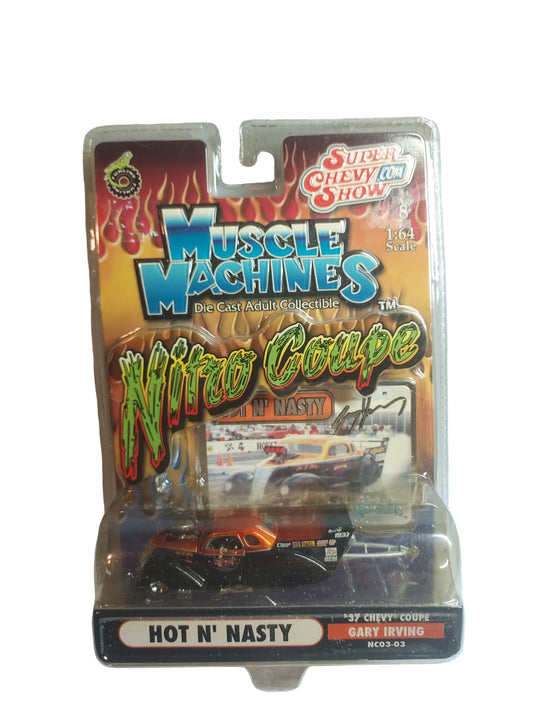 SUPER
CHEVY.COM
SHOW
8+
1:64
Scale
MUSCLE
MACHINES
TM
Die Cast Adult Collectible
Nitro Coupe
HOT N' NASTY
1937
HOT N' NASTY
'37 CHEVY COUPE
GARY IRVING
NC03-03